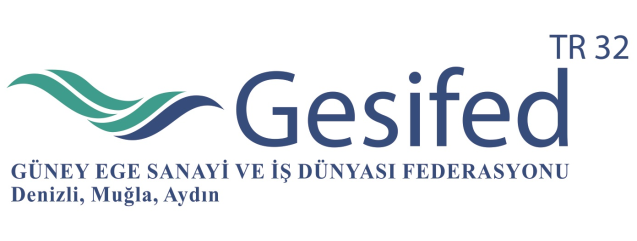 TR 32
Gesifed
GÜNEY EGE SANAYİ VE İŞ DÜNYASI FEDERASYONU
Denizli, Muğla, Aydın